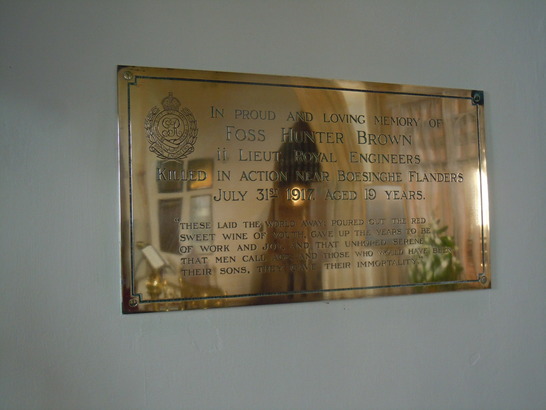 IN PROUD AND LOVING MEMORY OF
FOSS HUNTER BROWN
II LIEUT. ROYAL ENGINEERS
KILLED IN ACTION NEAR BOESINGHE FLANDERS
JULY 31ST 1917. AGED 19 YEARS.
"THESE LAID THE WORLD AWAY, POURED OUT THE RED
SWEET WINE OF YOUTH, GAVE UP THE YEARS TO BE
OF WORK AND JOY, AND THAT UNHOPED SERENE,
THAT MEN CALL AGE, AND THOSE WHO WOULD HAVE BEEN
THEIR SONS, THEY GAVE THEIR IMMORTALITY."